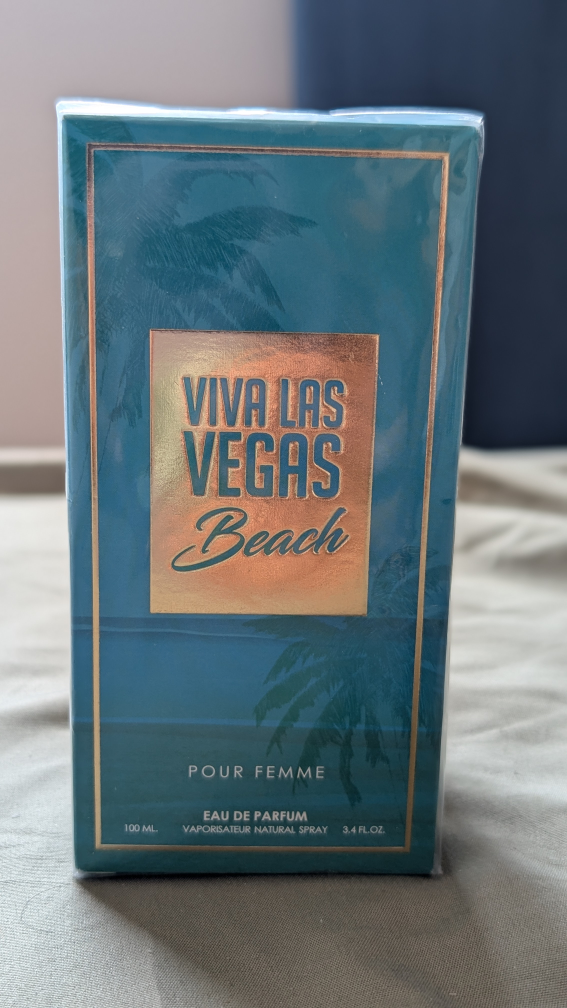 VIVA LAS
VEGAS
Beach
POUR FEMME
EAU DE PARFUM
100 ML. VAPORISATEUR NATURAL SPRAY 3.4 FL.OZ.